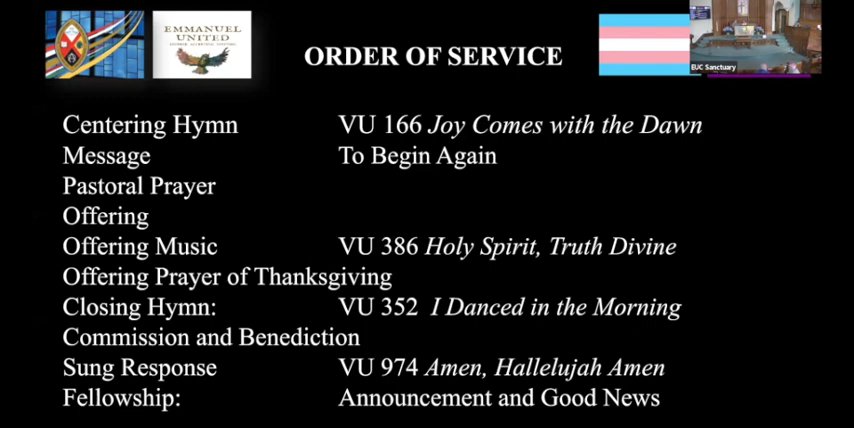 EMMANUEL
UNITED
ORDER OF SERVICE
EUC Sanctuary
Centering Hymn VU 166 Joy Comes with the Dawn
Message To Begin Again
Pastoral Prayer
Offering
Offering Music VU 386 Holy Spirit, Truth Divine
Offering Prayer of Thanksgiving
Closing Hymn: VU 352 I Danced in the Morning
Commission and Benediction
Sung Response VU 974 Amen, Hallelujah Amen
Fellowship: Announcement and Good News